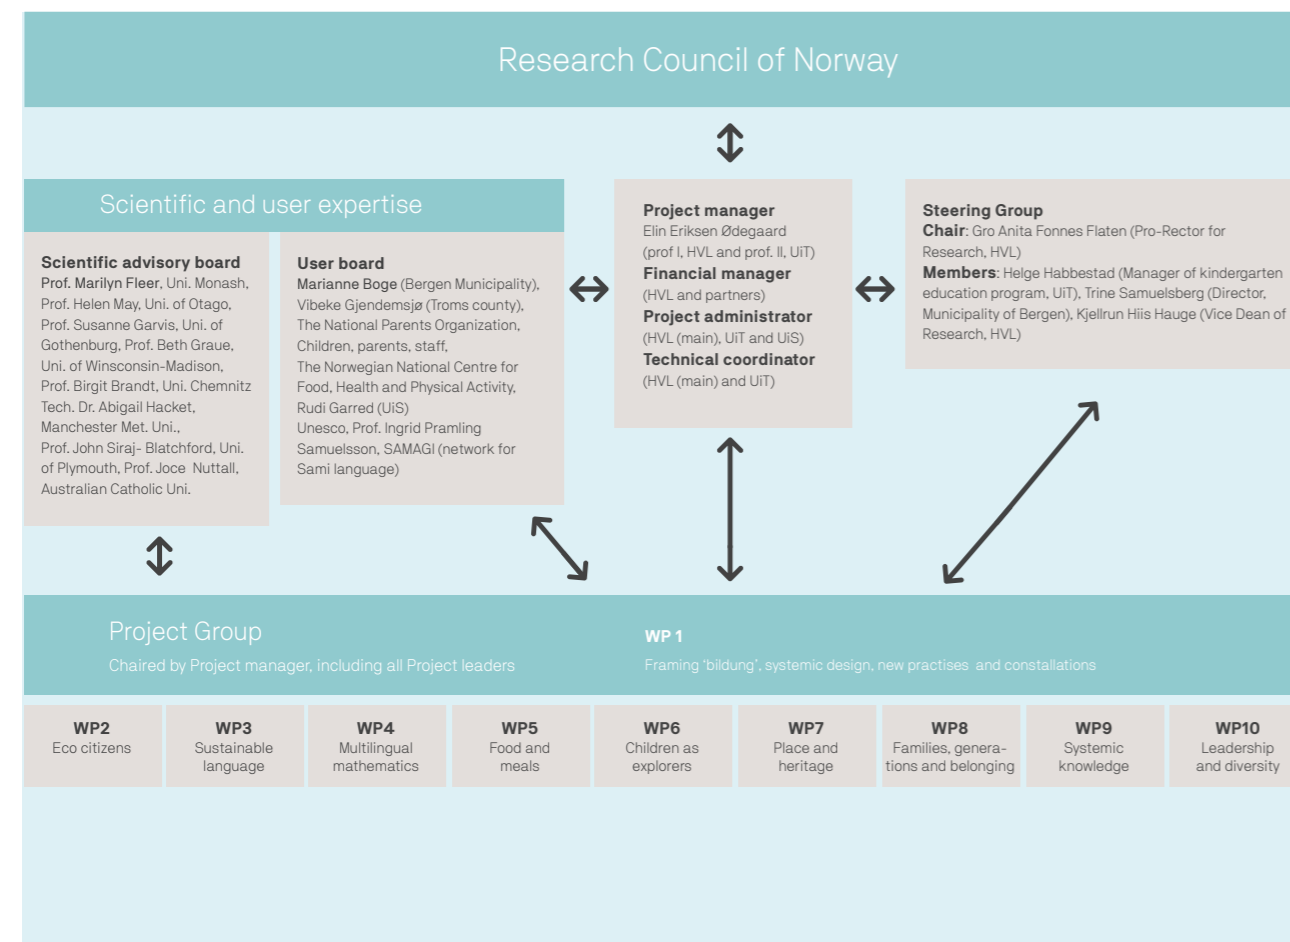 Research Council of Norway
Scientific and user expertise
Scientific advisory board
Prof. Marilyn Fleer, Uni. Monash,
Prof. Helen May, Uni. of Otago,
Prof. Susanne Garvis, Uni. of
Gothenburg, Prof. Beth Graue,
Uni. of Winsconsin-Madison,
Prof. Birgit Brandt, Uni. Chemnitz
Tech. Dr. Abigail Hacket,
Manchester Met. Uni.,
Prof. John Siraj- Blatchford, Uni.
of Plymouth, Prof. Joce Nuttall,
Australian Catholic Uni.
User board
Marianne Boge (Bergen Municipality),
Vibeke Gjendemsjø (Troms county),
The National Parents Organization,
Children, parents, staff,
The Norwegian National Centre for
Food, Health and Physical Activity,
Rudi Garred (UiS)
Unesco, Prof. Ingrid Pramling
Samuelsson, SAMAGI (network for
Sami language)
Project manager
Elin Eriksen Ødegaard
(prof I, HVL and prof. II, UiT)
Financial manager
(HVL and partners)
Project administrator
(HVL (main), UiT and UiS)
Technical coordinator
(HVL (main) and UiT)
Steering Group
Chair: Gro Anita Fonnes Flaten (Pro-Rector for
Research, HVL)
Members: Helge Habbestad (Manager of kindergarten
education program, UiT), Trine Samuelsberg (Director,
Municipality of Bergen), Kjellrun Hiis Hauge (Vice Dean of
Research, HVL)
Project Group
Chaired by Project manager, including all Project leaders
WP 1
Framing ‘bildung’, systemic design, new practises and constallations
WP2
Eco citizens
WP3
Sustainable
language
WP4
Multilingual
mathematics
WP5
Food and
meals
WP6
Children as
explorers
WP7
Place and
heritage
WP8
Families, genera-
tions and belonging
WP9
Systemic
knowledge
WP10
Leadership
and diversity